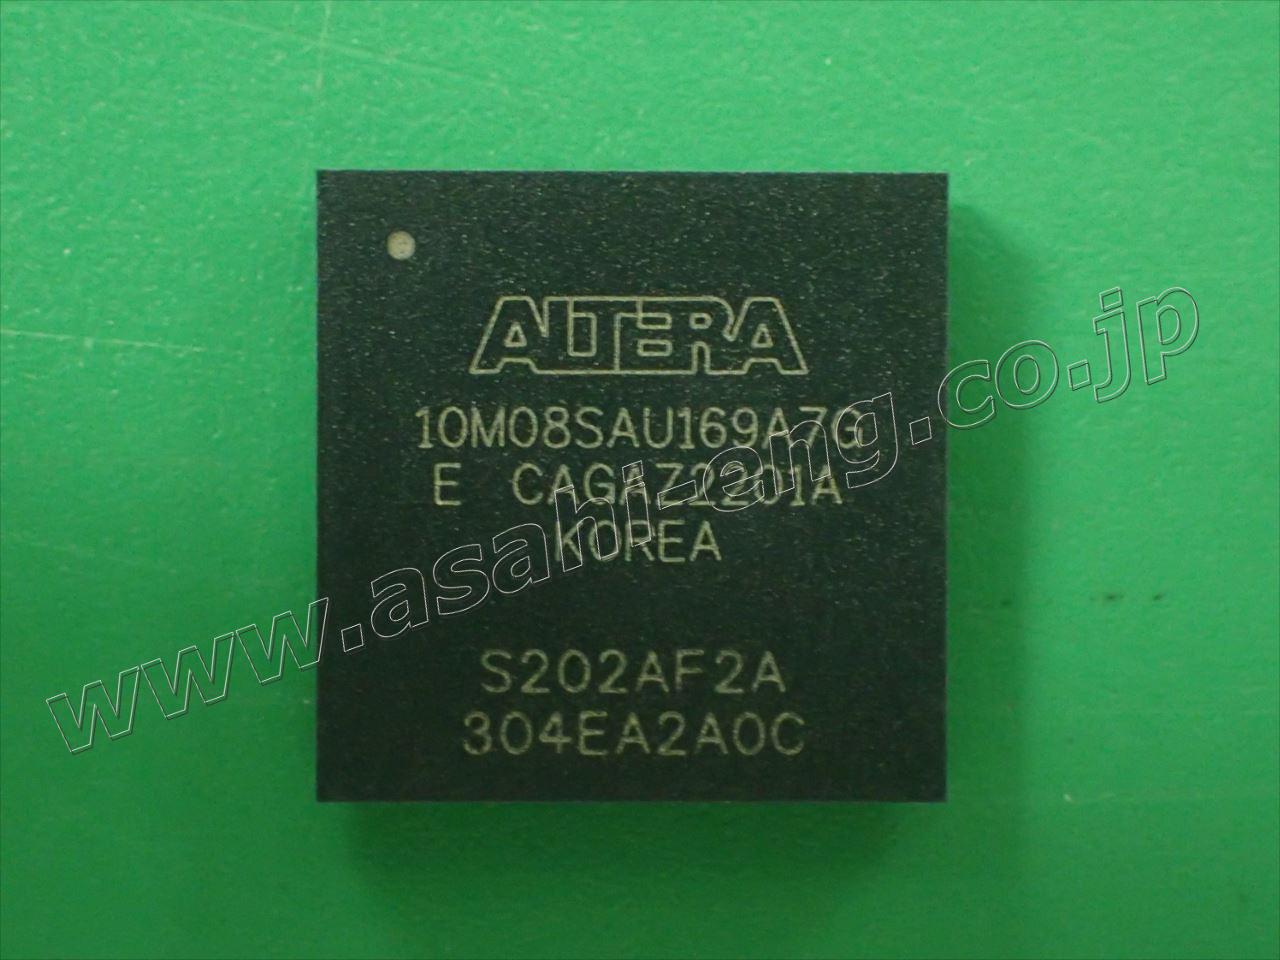 ALTERA
10M08SAU169A7G
E CAGAZ2201A
KOREA
S202AF2A
304EA2A0C
www.asahi-eng.co.jp